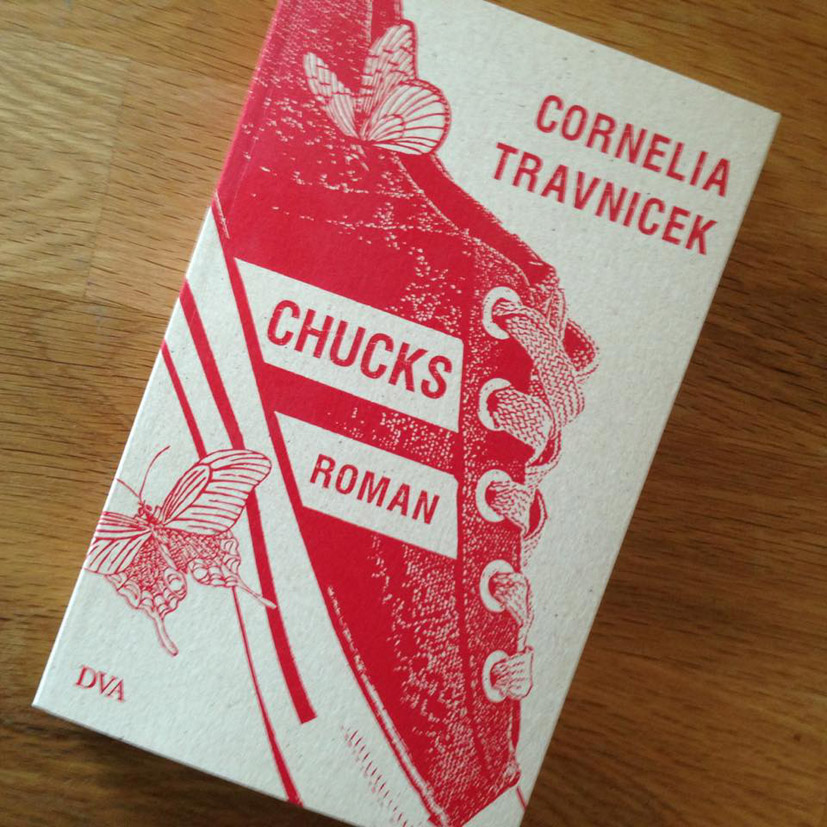 CORNELIA
TRAVNICEK
CHUCKS
ROMAN
DVA